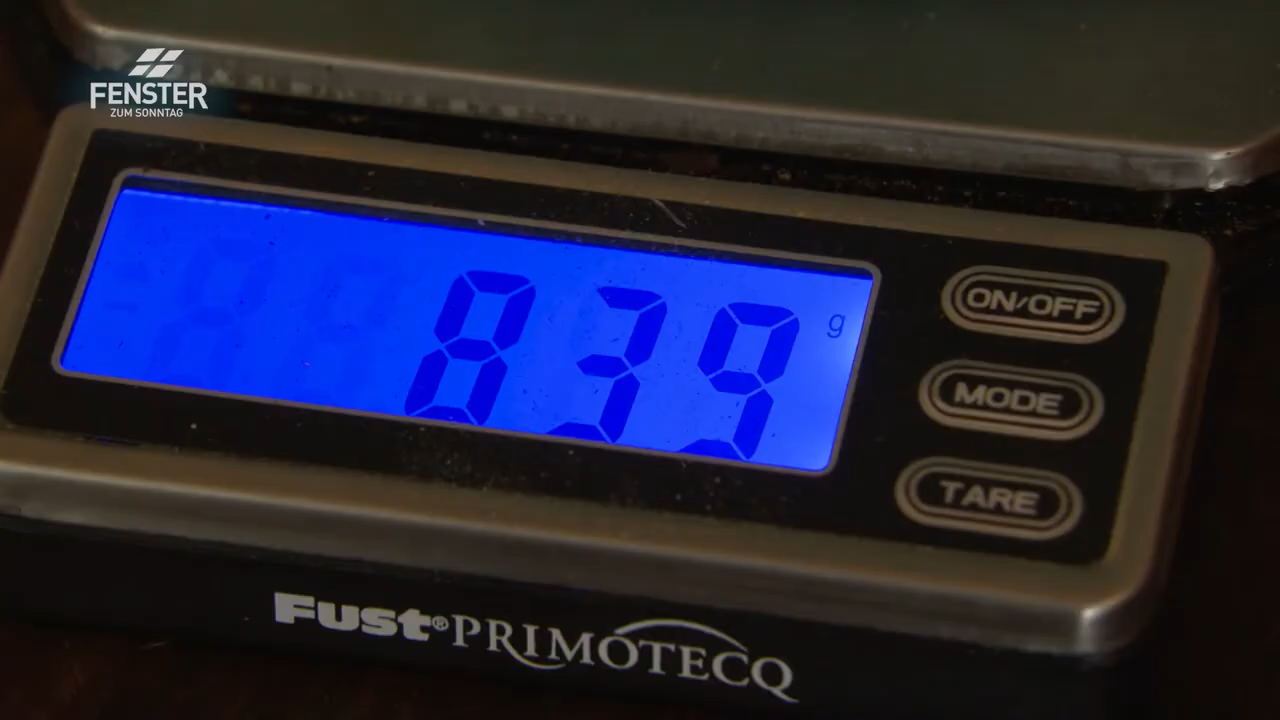 FENSTER
ZUM SONNTAG
839 g
ON/OFF
MODE
TARE
FUST® PRIMOTECQ